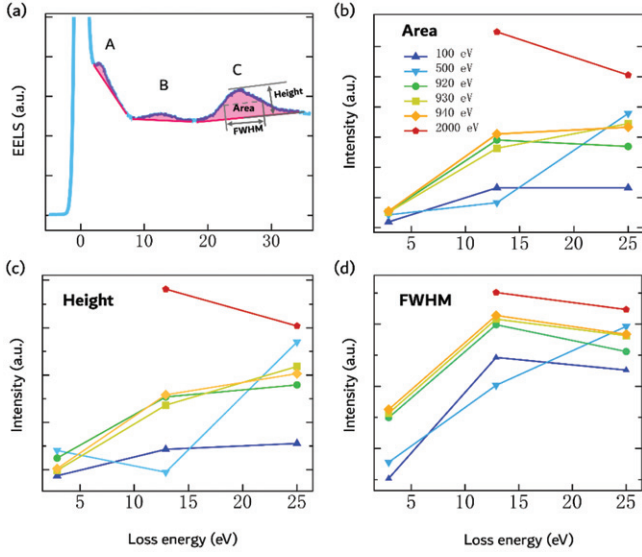 (a)
A
B
C
Height
Area
FWHM
EELS (a.u.)
0 10 20 30
(b)
Area
100 eV
500 eV
920 eV
930 eV
940 eV
2000 eV
Intensity (a.u.)
5 10 15 20 25
(c)
Height
Intensity (a.u.)
5 10 15 20 25
Loss energy (eV)
(d)
FWHM
Intensity (a.u.)
5 10 15 20 25
Loss energy (eV)